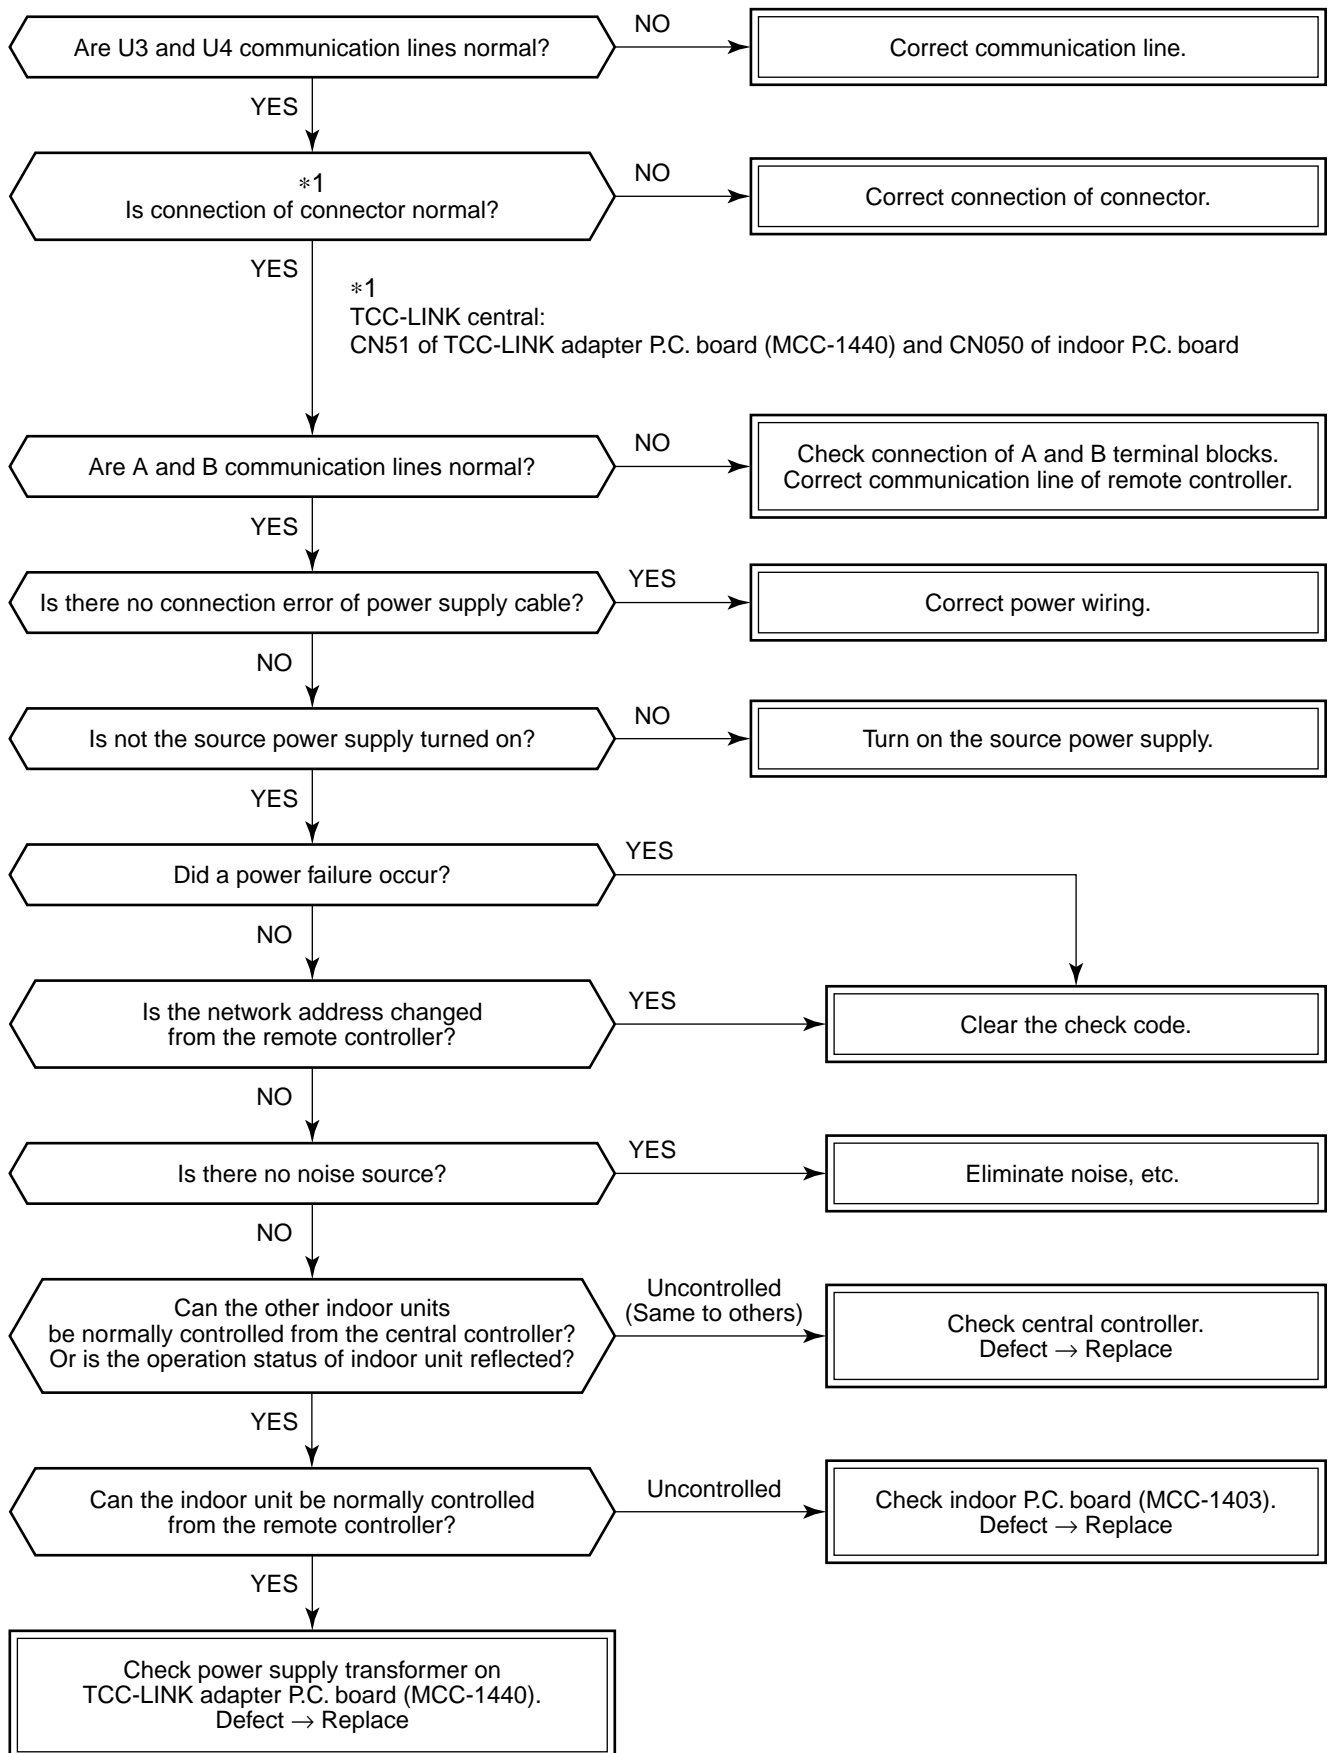 Are U3 and U4 communication lines normal?
NO
Correct communication line.
YES
*1
Is connection of connector normal?
NO
Correct connection of connector.
YES
*1
TCC-LINK central:
CN51 of TCC-LINK adapter P.C. board (MCC-1440) and CN050 of indoor P.C. board
Are A and B communication lines normal?
NO
Check connection of A and B terminal blocks.
Correct communication line of remote controller.
YES
Is there no connection error of power supply cable?
YES
Correct power wiring.
NO
Is not the source power supply turned on?
NO
Turn on the source power supply.
YES
Did a power failure occur?
YES
NO
Is the network address changed
from the remote controller?
YES
Clear the check code.
NO
Is there no noise source?
YES
Eliminate noise, etc.
NO
Can the other indoor units
be normally controlled from the central controller?
Or is the operation status of indoor unit reflected?
Uncontrolled
(Same to others)
Check central controller.
Defect → Replace
YES
Can the indoor unit be normally controlled
from the remote controller?
Uncontrolled
Check indoor P.C. board (MCC-1403).
Defect → Replace
YES
Check power supply transformer on
TCC-LINK adapter P.C. board (MCC-1440).
Defect → Replace